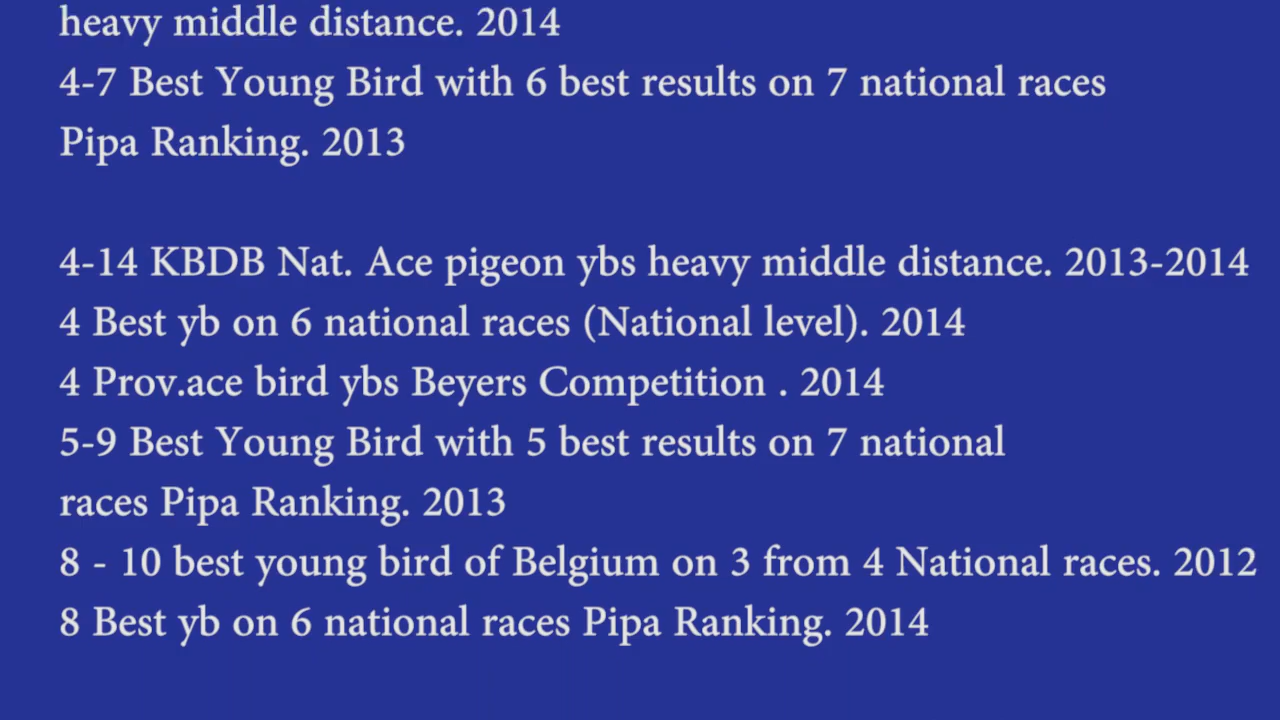 heavy middle distance. 2014
4-7 Best Young Bird with 6 best results on 7 national races
Pipa Ranking. 2013
4-14 KBDB Nat. Ace pigeon ybs heavy middle distance. 2013-2014
4 Best yb on 6 national races (National level). 2014
4 Prov.ace bird ybs Beyers Competition . 2014
5-9 Best Young Bird with 5 best results on 7 national
races Pipa Ranking. 2013
8 - 10 best young bird of Belgium on 3 from 4 National races. 2012
8 Best yb on 6 national races Pipa Ranking. 2014